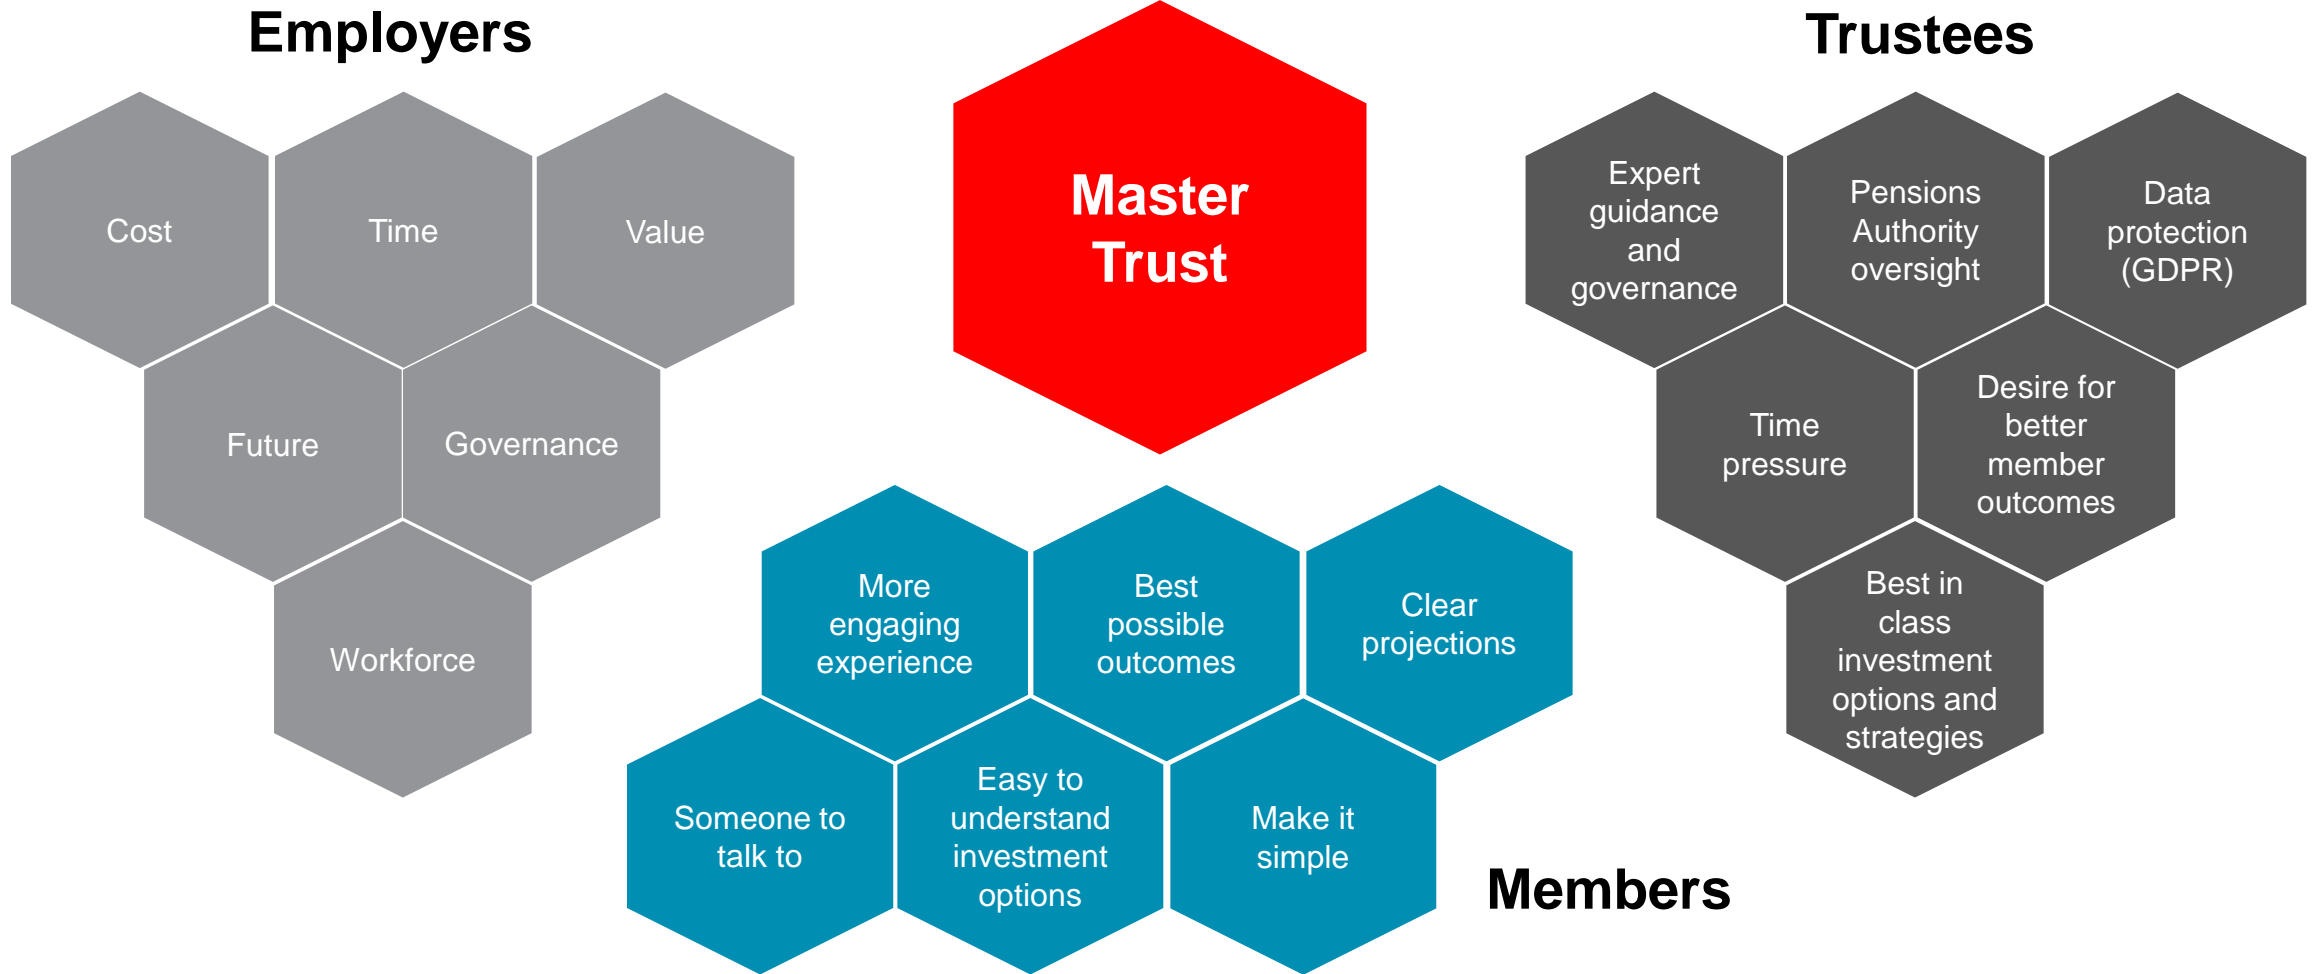 Employers
Cost
Time
Value
Future
Governance
Workforce
Master
Trust
Trustees
Expert
guidance
and
governance
Pensions
Authority
oversight
Data
protection
(GDPR)
Time
pressure
Desire for
better
member
outcomes
Best in
class
investment
options and
strategies
More
engaging
experience
Best
possible
outcomes
Clear
projections
Someone to
talk to
Easy to
understand
investment
options
Make it
simple
Members